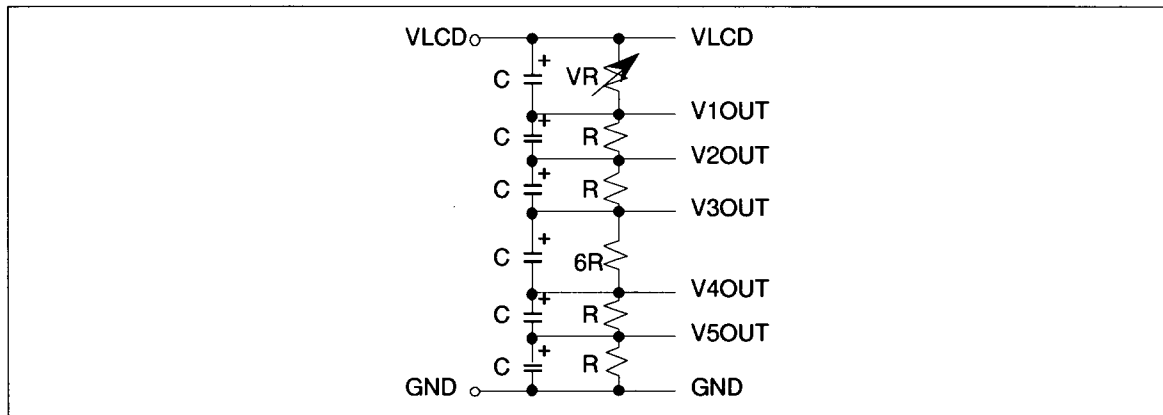 VLCD VLCD
+
C VR
V1OUT
+
C R
V2OUT
+
C R
V3OUT
+
C 6R
V4OUT
+
C R
V5OUT
+
C R
GND GND